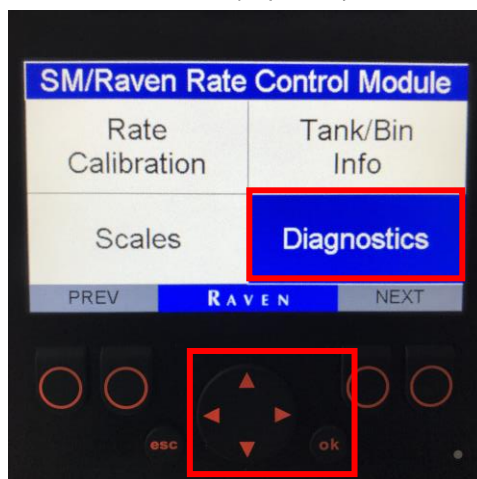 SM/Raven Rate Control Module
Rate
Calibration
Tank/Bin
Info
Scales
Diagnostics
PREV
RAVEN
NEXT
esc
ok